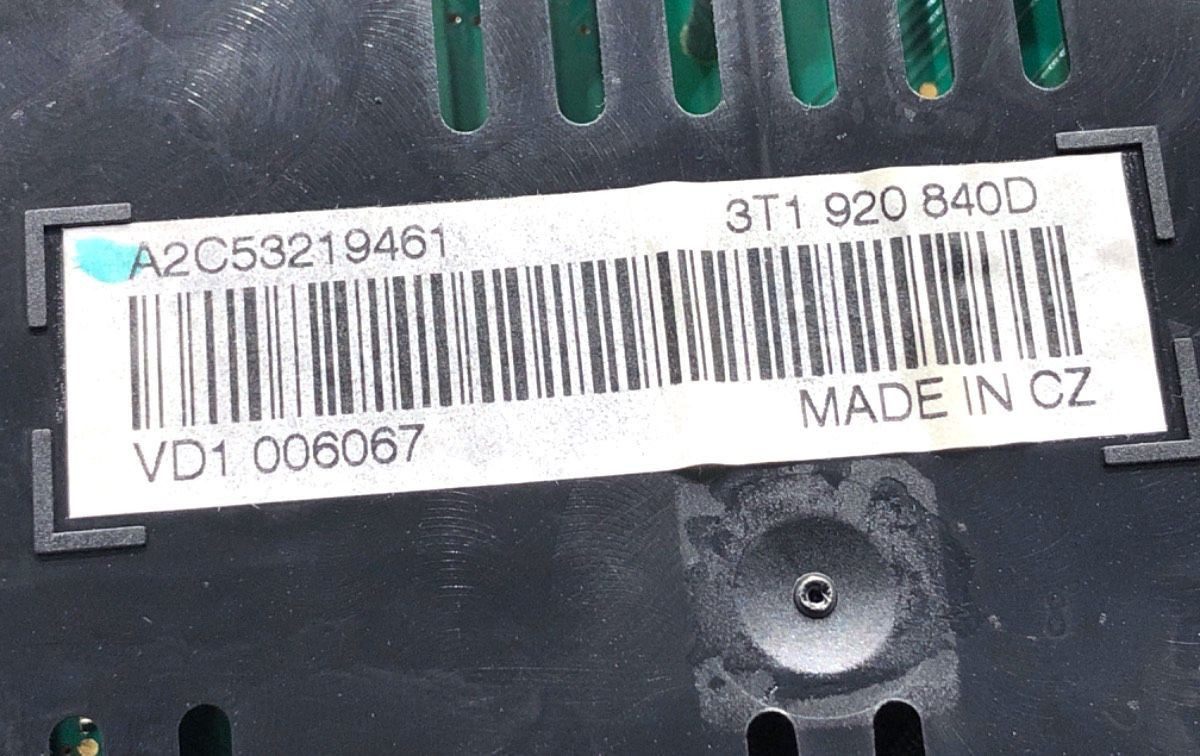 A2C53219461 3T1 920 840D
VD1 006067 MADE IN CZ